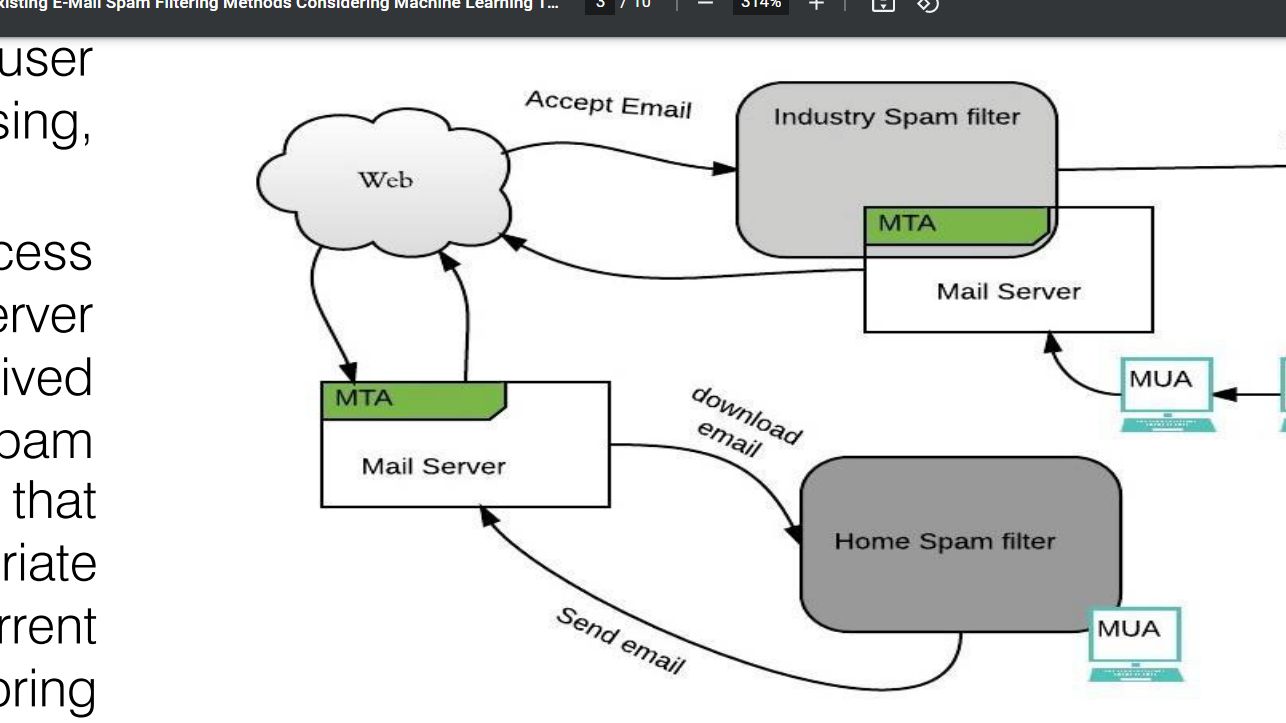 xisting E-Mail Spam Filtering Methods Considering Machine Learning T...
3 / 10
314%
user
sing,
cess
erver
ived
pam
that
riate
rrent
oring
Accept Email
Industry Spam filter
Web
MTA
Mail Server
MUA
MTA
Mail Server
download
email
Home Spam filter
Send email
MUA